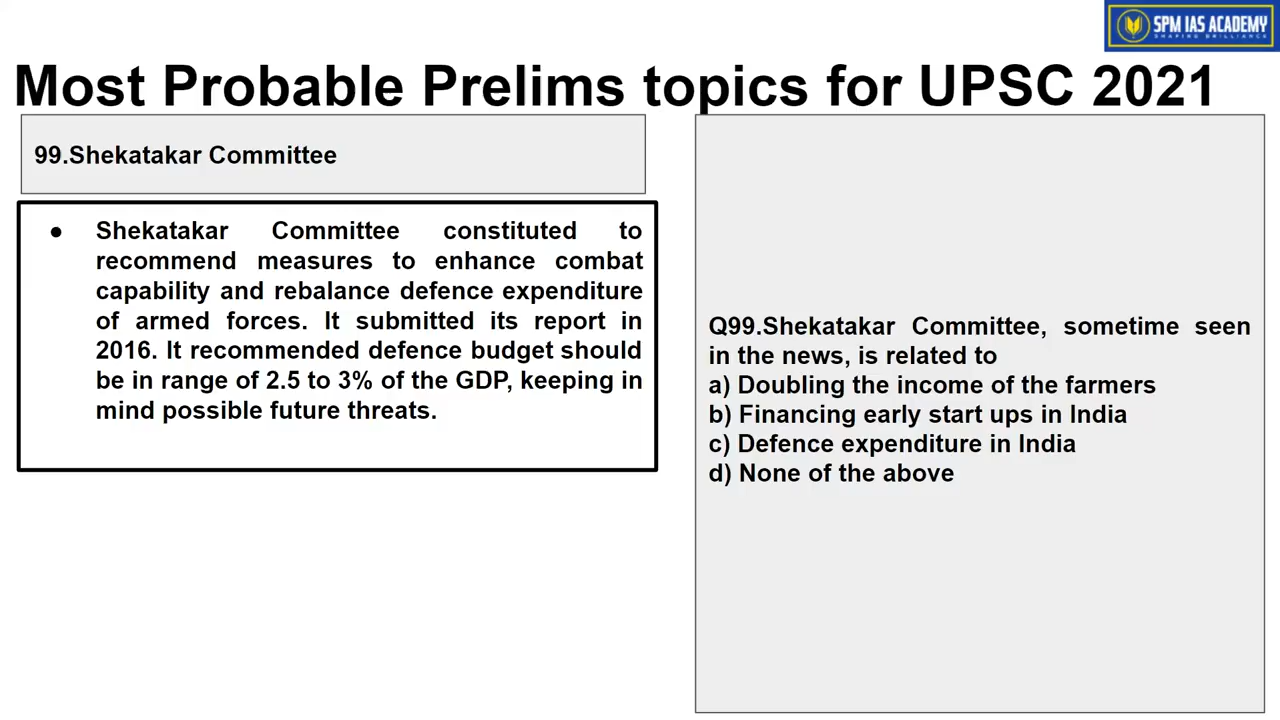 SPM IAS ACADEMY
SHAPING BRILLIANCE
Most Probable Prelims topics for UPSC 2021
99.Shekatakar Committee
● Shekatakar Committee constituted to
recommend measures to enhance combat
capability and rebalance defence expenditure
of armed forces. It submitted its report in
2016. It recommended defence budget should
be in range of 2.5 to 3% of the GDP, keeping in
mind possible future threats.
Q99.Shekatakar Committee, sometime seen
in the news, is related to
a) Doubling the income of the farmers
b) Financing early start ups in India
c) Defence expenditure in India
d) None of the above